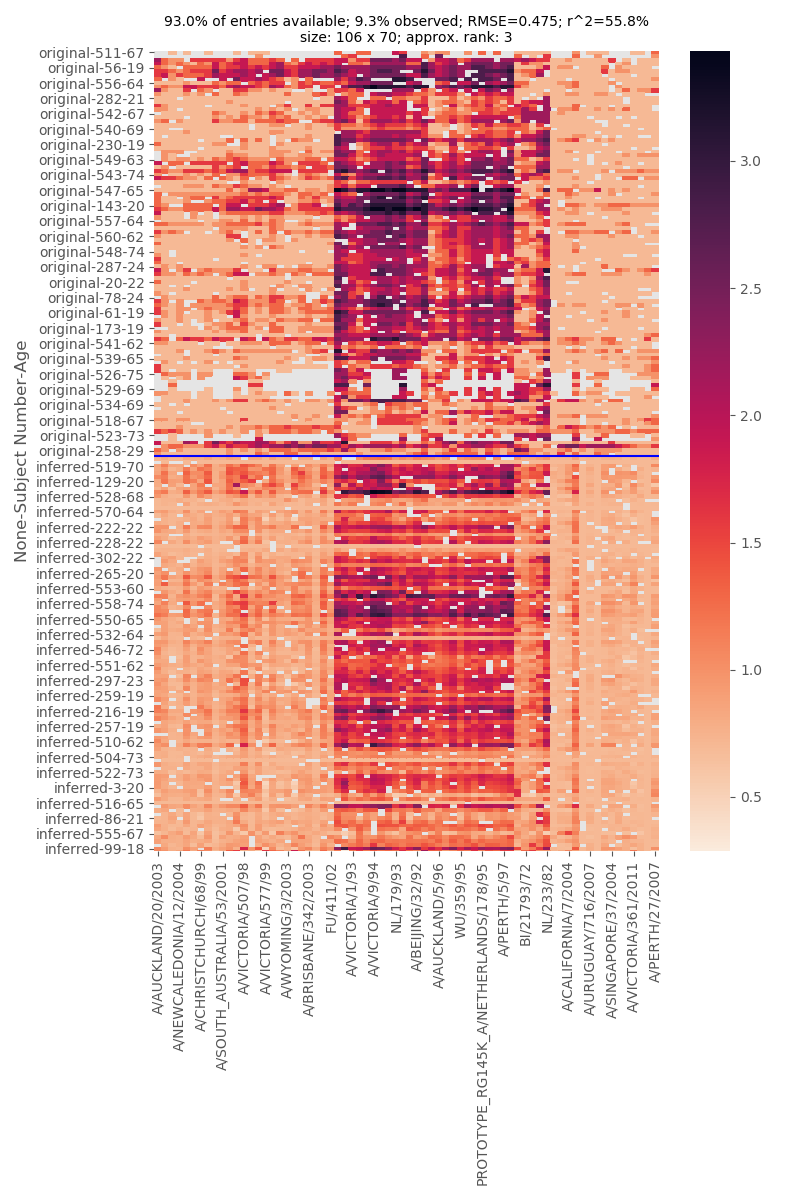 93.0% of entries available; 9.3% observed; RMSE=0.475; r^2=55.8%
size: 106 x 70; approx. rank: 3
None-Subject Number-Age
original-511-67
original-56-19
original-556-64
original-282-21
original-542-67
original-540-69
original-230-19
original-549-63
original-543-74
original-547-65
original-143-20
original-557-64
original-560-62
original-548-74
original-287-24
original-20-22
original-78-24
original-61-19
original-173-19
original-541-62
original-539-65
original-526-75
original-529-69
original-534-69
original-518-67
original-523-73
original-258-29
inferred-519-70
inferred-129-20
inferred-528-68
inferred-570-64
inferred-222-22
inferred-228-22
inferred-302-22
inferred-265-20
inferred-553-60
inferred-558-74
inferred-550-65
inferred-532-64
inferred-546-72
inferred-551-62
inferred-297-23
inferred-259-19
inferred-216-19
inferred-257-19
inferred-510-62
inferred-504-73
inferred-522-73
inferred-3-20
inferred-516-65
inferred-86-21
inferred-555-67
inferred-99-18
A/AUCKLAND/20/2003
A/NEWCALEDONIA/12/2004
A/CHRISTCHURCH/68/99
A/SOUTH_AUSTRALIA/53/2001
A/VICTORIA/507/98
A/VICTORIA/577/99
A/WYOMING/3/2003
A/BRISBANE/342/2003
FU/411/02
A/VICTORIA/1/93
A/VICTORIA/9/94
NL/179/93
A/BEIJING/32/92
A/AUCKLAND/5/96
WU/359/95
PROTOTYPE_RG145K_A/NETHERLANDS/178/95
A/PERTH/5/97
BI/21793/72
NL/233/82
A/CALIFORNIA/7/2004
A/URUGUAY/716/2007
A/SINGAPORE/37/2004
A/VICTORIA/361/2011
A/PERTH/27/2007
3.0
2.5
2.0
1.5
1.0
0.5